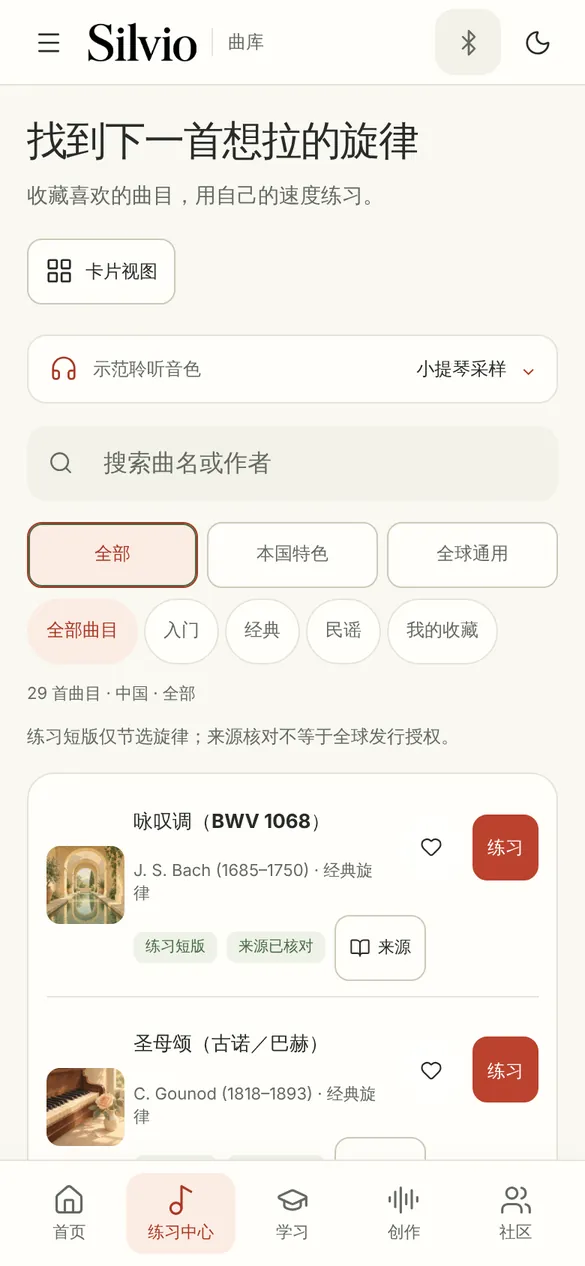 Silvio 曲库
找到下一首想拉的旋律
收藏喜欢的曲目，用自己的速度练习。
卡片视图
示范聆听音色 小提琴采样
搜索曲名或作者
全部 本国特色 全球通用
全部曲目 入门 经典 民谣 我的收藏
29 首曲目 · 中国 · 全部
练习短版仅节选旋律；来源核对不等于全球发行授权。
咏叹调（BWV 1068）
练习
J. S. Bach (1685–1750) · 经典旋
律
练习短版 来源已核对 来源
圣母颂（古诺／巴赫）
练习
C. Gounod (1818–1893) · 经典旋
律
首页 练习中心 学习 创作 社区